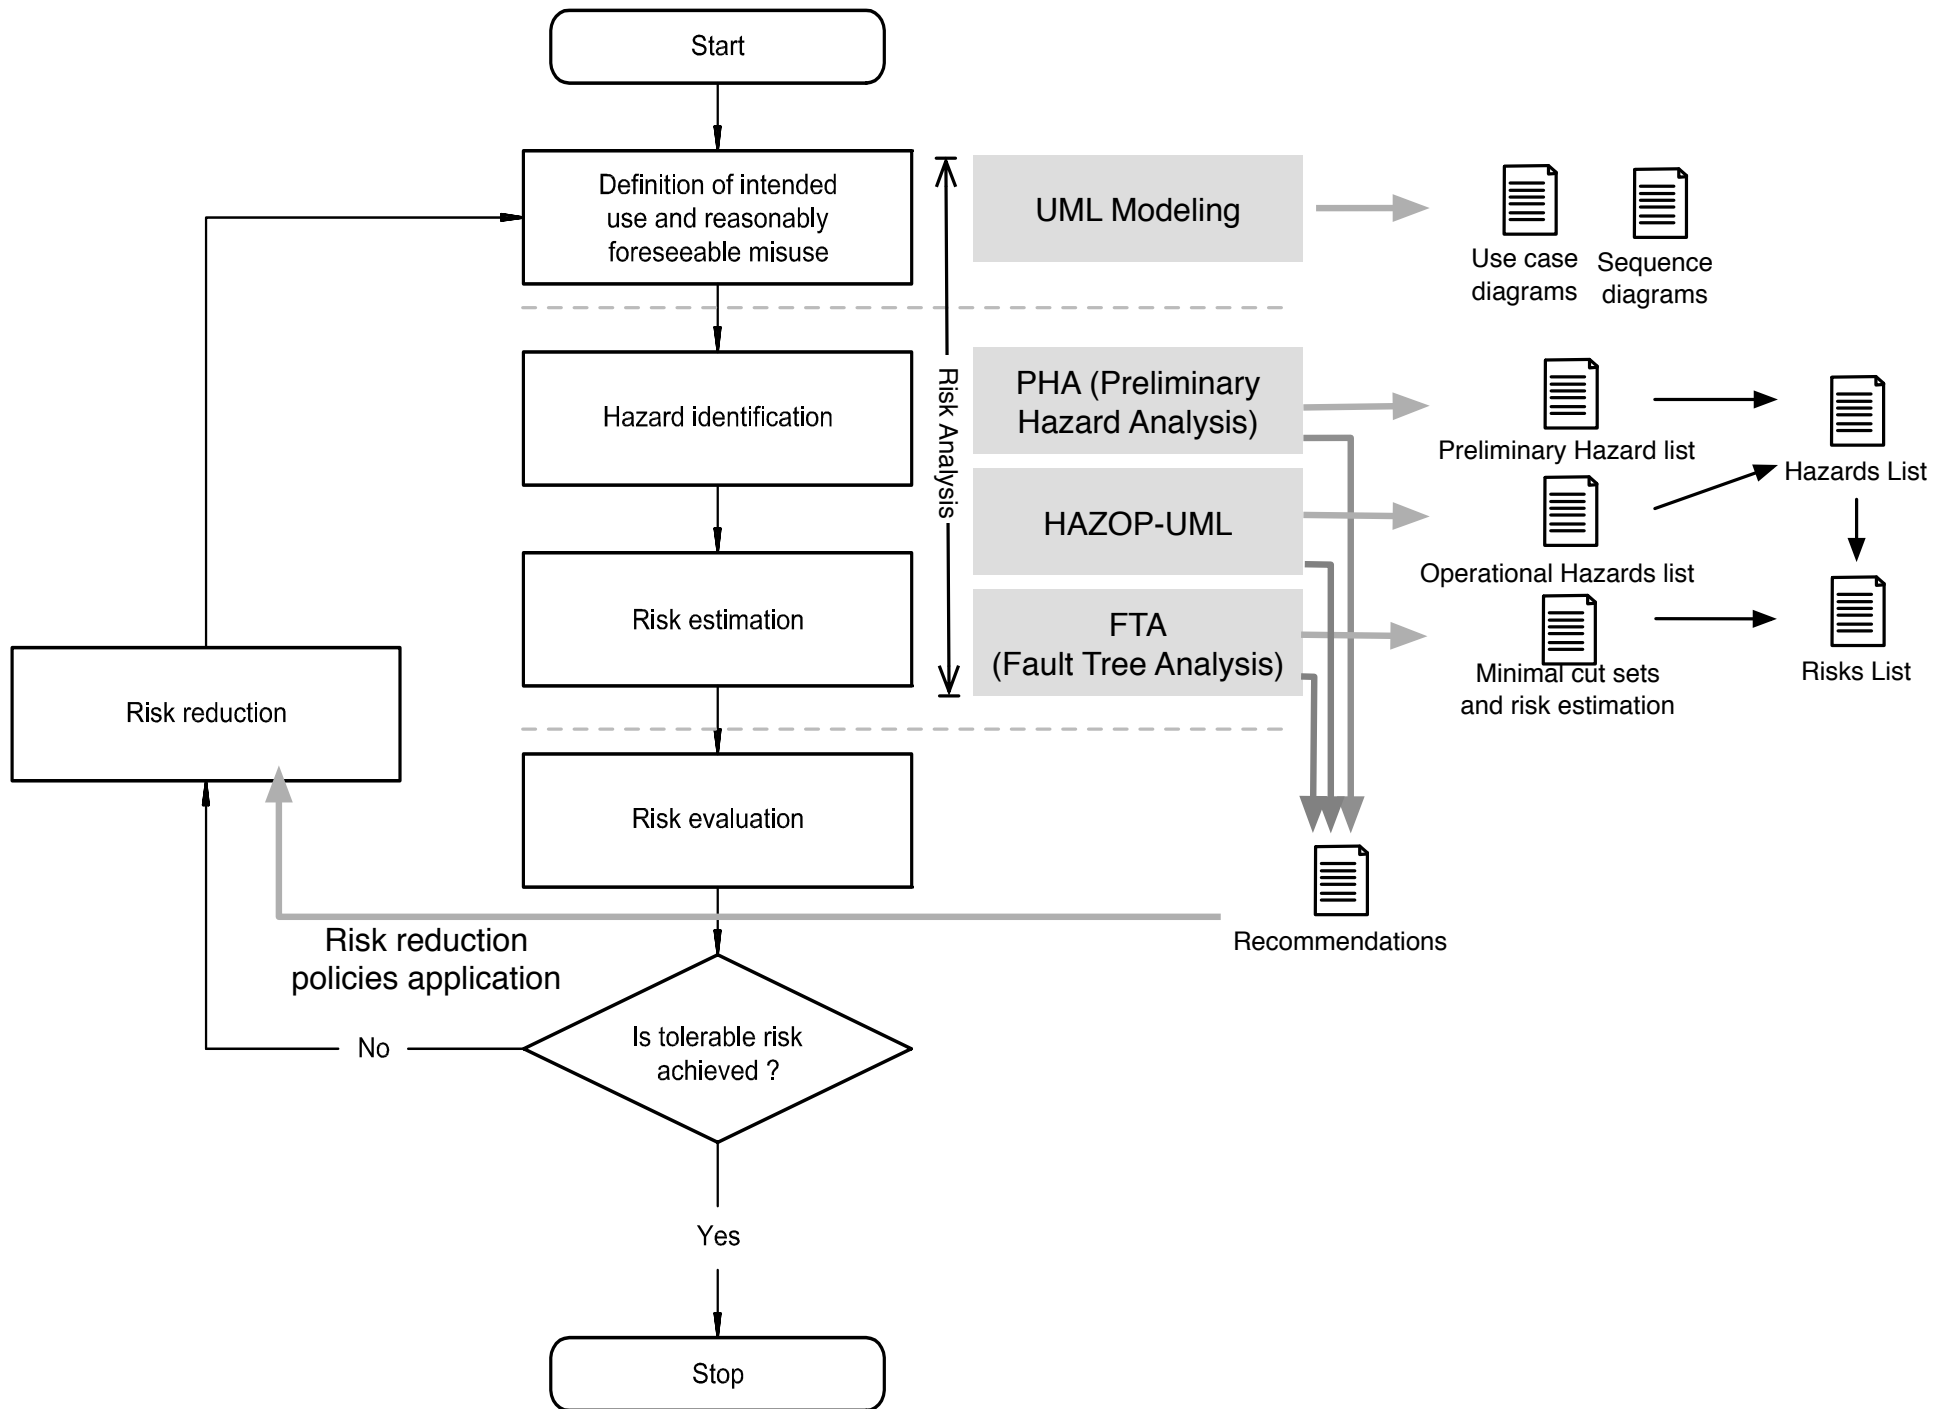 Start
Definition of intended
use and reasonably
foreseeable misuse
UML Modeling
Use case
diagrams
Sequence
diagrams
Hazard identification
Risk Analysis
PHA (Preliminary
Hazard Analysis)
Preliminary Hazard list
Hazards List
HAZOP-UML
Operational Hazards list
Risk estimation
FTA
(Fault Tree Analysis)
Minimal cut sets
and risk estimation
Risks List
Risk reduction
Risk evaluation
Recommendations
Risk reduction
policies application
Is tolerable risk
achieved ?
No
Yes
Stop